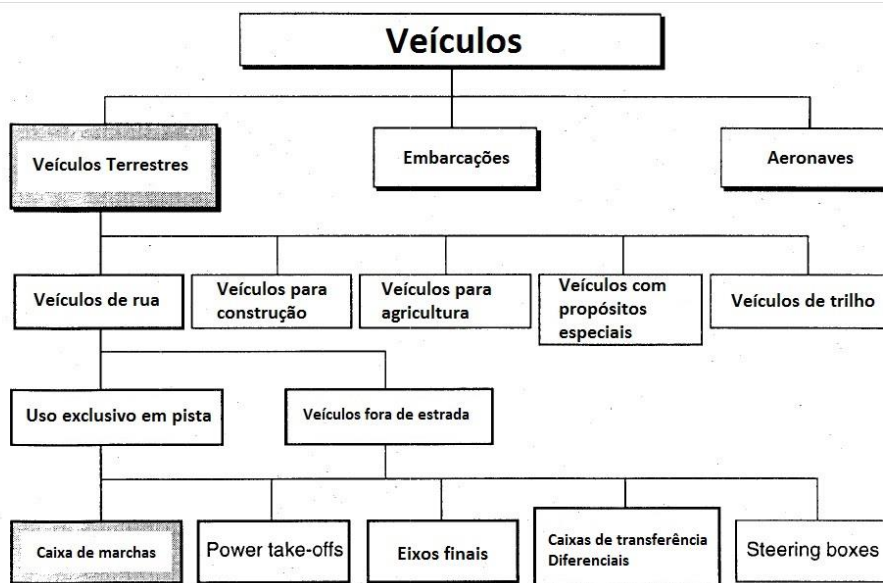 Veículos
Veículos Terrestres
Embarcações
Aeronaves
Veículos de rua
Veículos para
construção
Veículos para
agricultura
Veículos com
propósitos
especiais
Veículos de trilho
Uso exclusivo em pista
Veículos fora de estrada
Caixa de marchas
Power take-offs
Eixos finais
Caixas de transferência
Diferenciais
Steering boxes